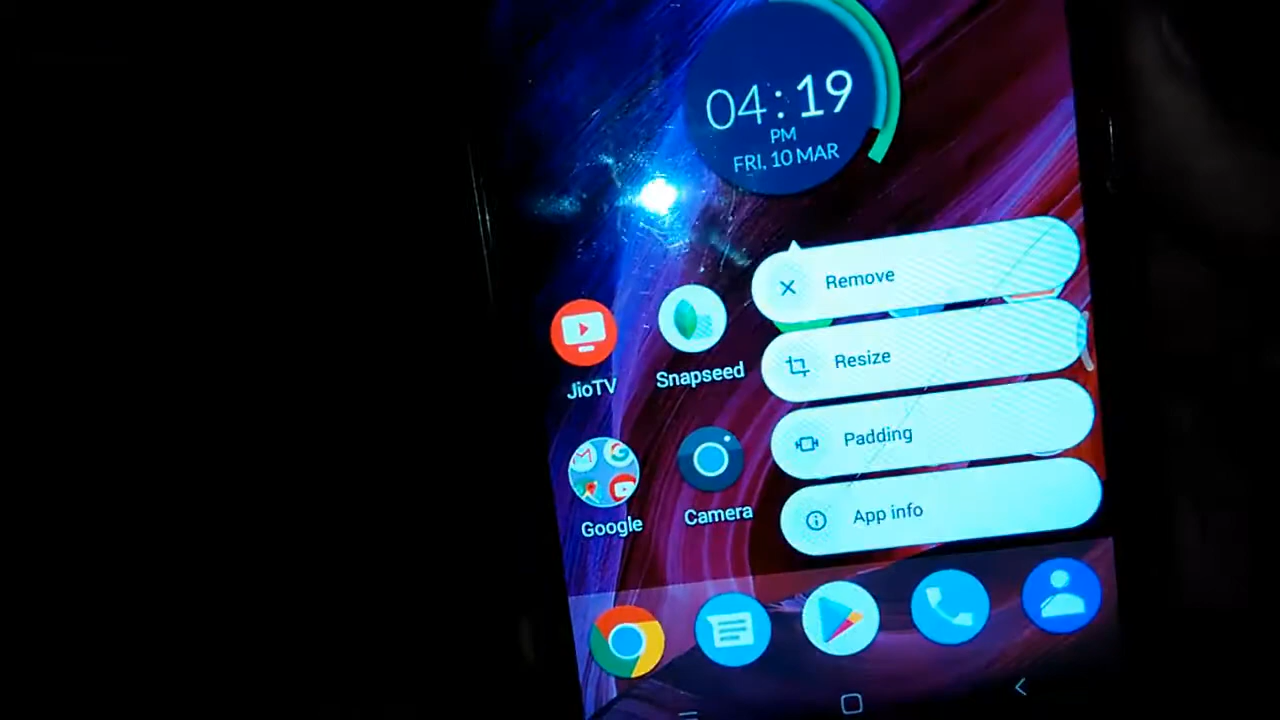 04:19
PM
FRI, 10 MAR
Remove
Resize
Padding
App info
JioTV
Snapseed
Google
Camera